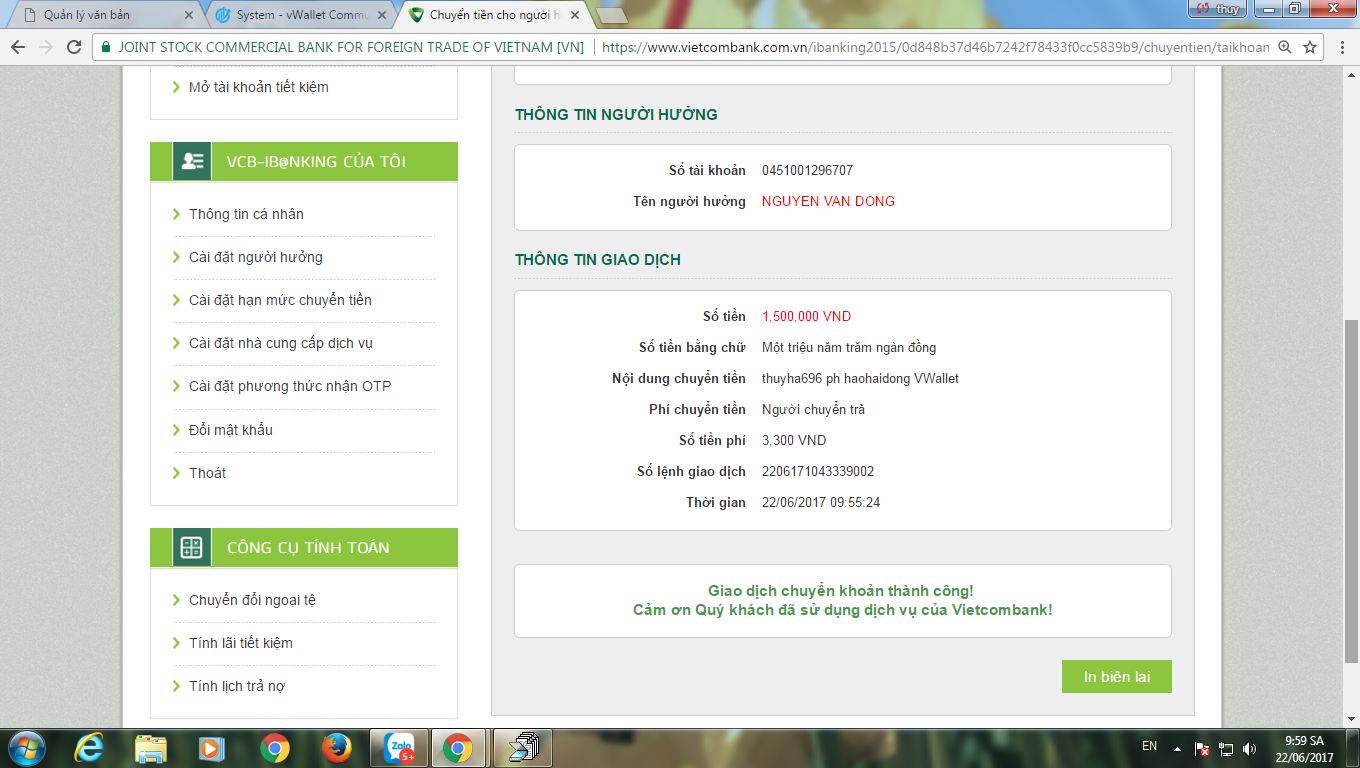 Quản lý văn bản
System - vWallet Commu
Chuyển tiền cho người h
thuy
JOINT STOCK COMMERCIAL BANK FOR FOREIGN TRADE OF VIETNAM [VN]
https://www.vietcombank.com.vn/ibanking2015/0d848b37d46b7242f78433f0cc5839b9/chuyentien/taikhoan
Mở tài khoản tiết kiệm
VCB-IB@NKING CỦA TÔI
Thông tin cá nhân
Cài đặt người hưởng
Cài đặt hạn mức chuyển tiền
Cài đặt nhà cung cấp dịch vụ
Cài đặt phương thức nhận OTP
Đổi mật khẩu
Thoát
CÔNG CỤ TÍNH TOÁN
Chuyển đổi ngoại tệ
Tính lãi tiết kiệm
Tính lịch trả nợ
THÔNG TIN NGƯỜI HƯỞNG
Số tài khoản 0451001296707
Tên người hưởng NGUYEN VAN DONG
THÔNG TIN GIAO DỊCH
Số tiền 1,500,000 VND
Số tiền bằng chữ Một triệu năm trăm ngàn đồng
Nội dung chuyển tiền thuyha696 ph haohaidong VWallet
Phí chuyển tiền Người chuyển trả
Số tiền phí 3,300 VND
Số lệnh giao dịch 2206171043339002
Thời gian 22/06/2017 09:55:24
Giao dịch chuyển khoản thành công!
Cảm ơn Quý khách đã sử dụng dịch vụ của Vietcombank!
In biên lai
Zalo
5+
EN
9:59 SA
22/06/2017